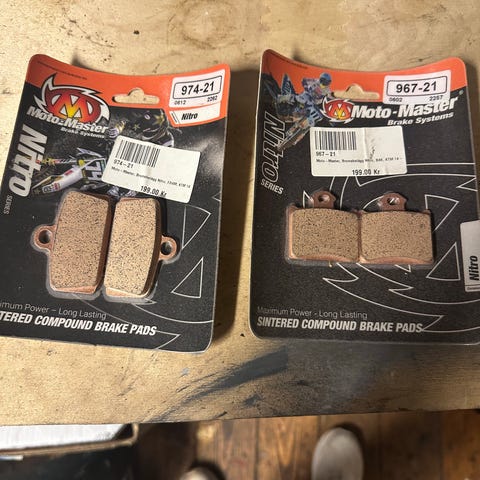 974-21
0612 2262
Nitro
Moto-Master
Brake Systems
Nitro
SERIES
974-21
199.00 Kr
Maximum Power - Long Lasting
SINTERED COMPOUND BRAKE PADS
967-21
0602 2257
Moto-Master
Brake Systems
Nitro
SERIES
967-21
199.00 Kr
Nitro
Maximum Power - Long Lasting
SINTERED COMPOUND BRAKE PADS